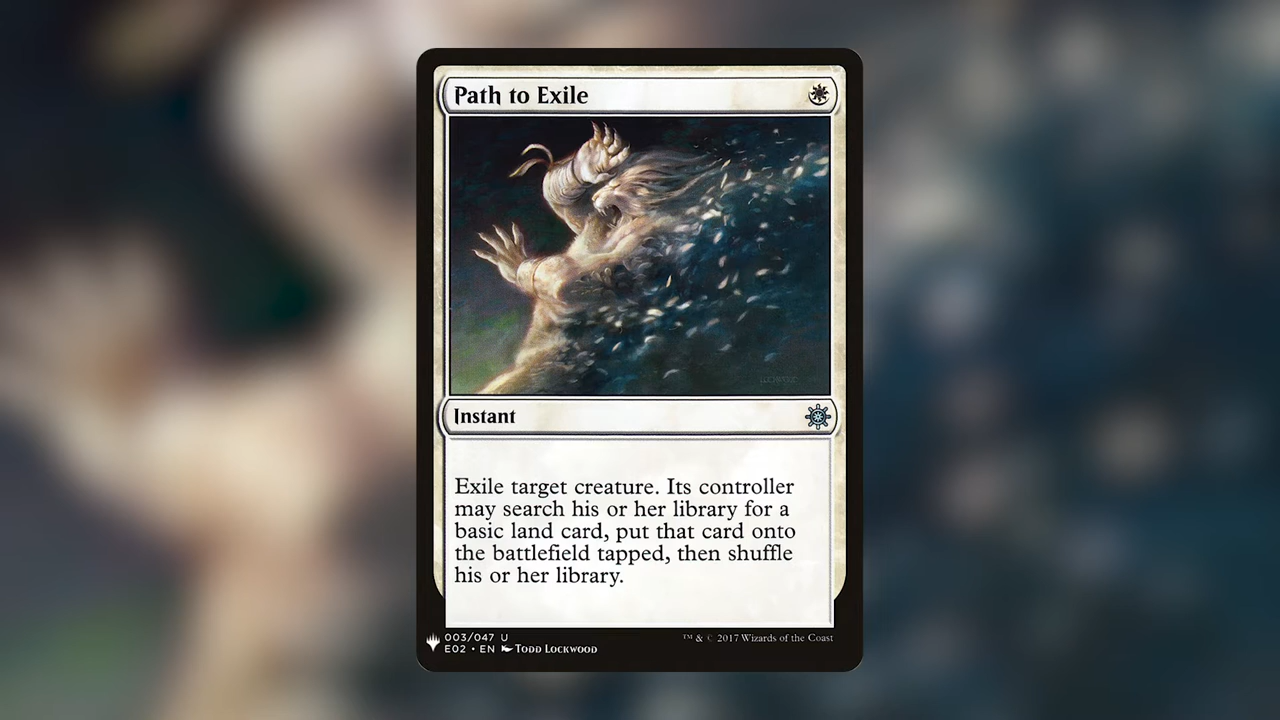 Path to Exile
Instant
Exile target creature. Its controller
may search his or her library for a
basic land card, put that card onto
the battlefield tapped, then shuffle
his or her library.
003/047 U
™ & © 2017 Wizards of the Coast
E02 • EN Todd Lockwood